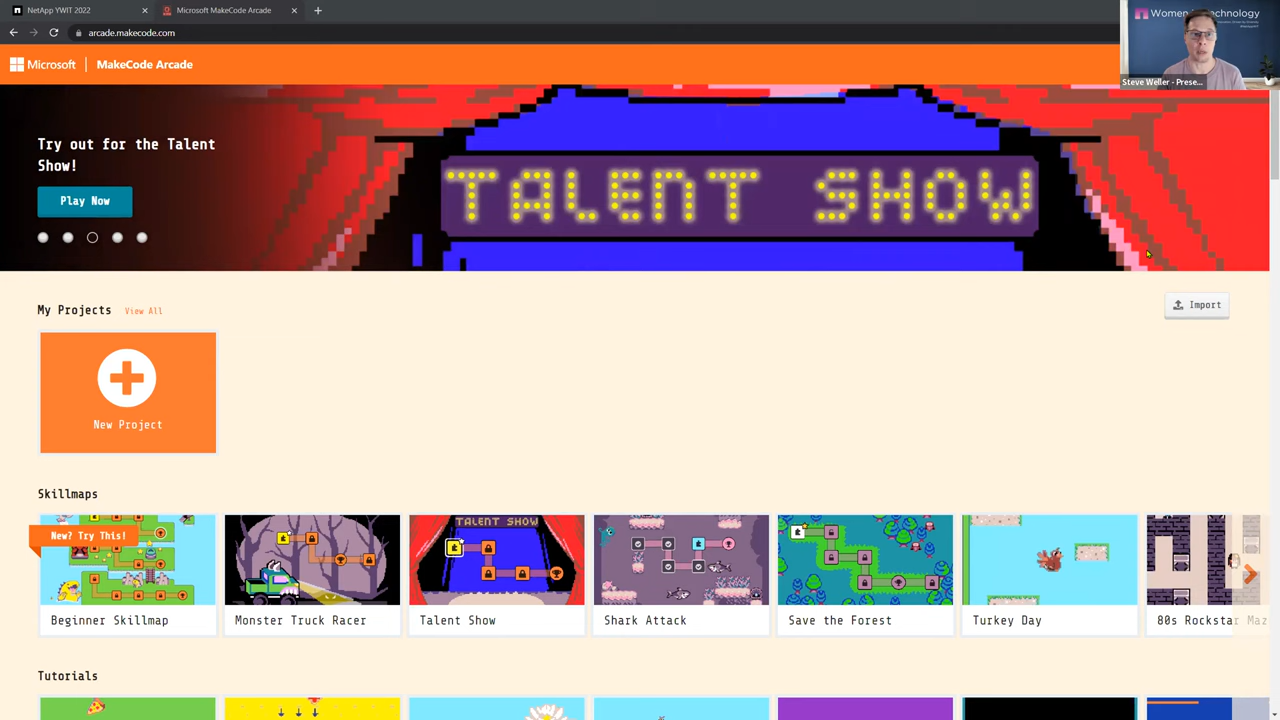 NetApp YWIT 2022
Microsoft MakeCode Arcade
arcade.makecode.com
Women Technology
Steve Weller - Prese...
Microsoft
MakeCode Arcade
Try out for the Talent
Show!
Play Now
TALENT SHOW
My Projects
View All
Import
New Project
Skillmaps
New? Try This!
TALENT SHOW
Beginner Skillmap
Monster Truck Racer
Talent Show
Shark Attack
Save the Forest
Turkey Day
80s Rockstar Maz
Tutorials